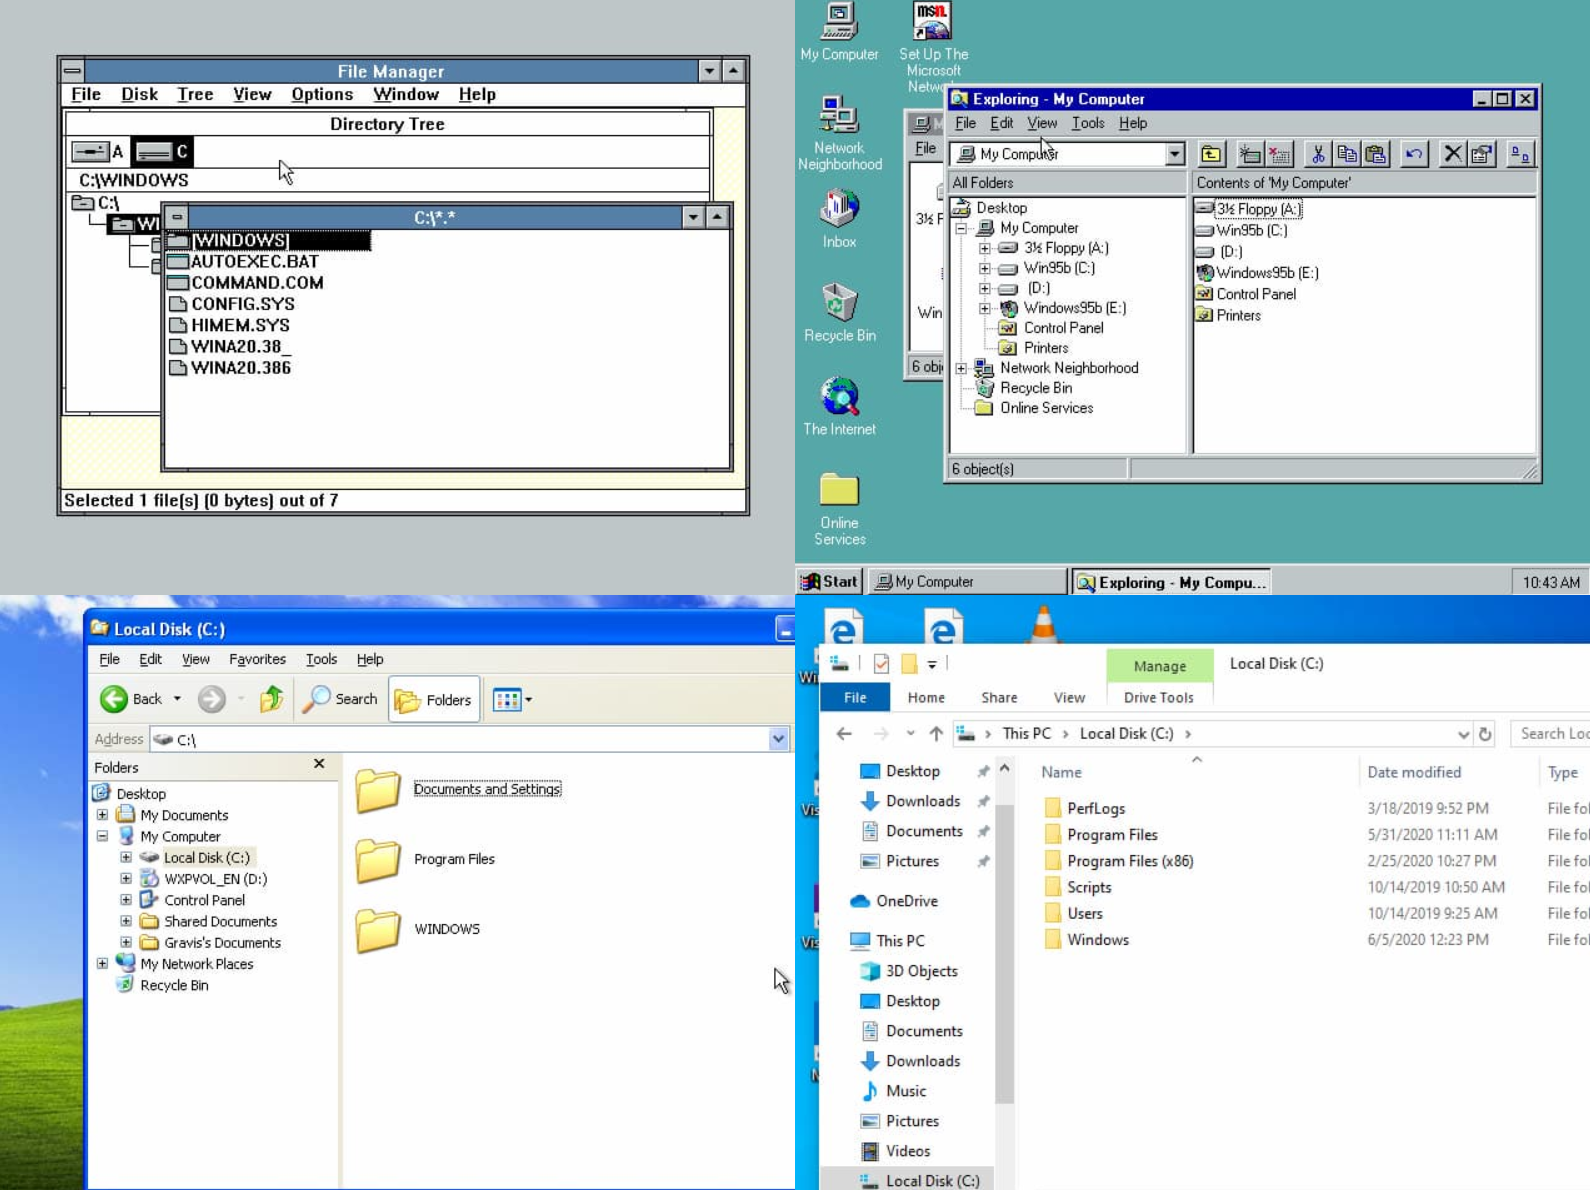 File Manager
File Disk Tree View Options Window Help
Directory Tree
A C
C:\WINDOWS
C:\
C:\*.*
[WINDOWS]
AUTOEXEC.BAT
COMMAND.COM
CONFIG.SYS
HIMEM.SYS
WINA20.38_
WINA20.386
Selected 1 file(s) (0 bytes) out of 7
My Computer
Set Up The
Microsoft
Network
Neighborhood
Inbox
Recycle Bin
The Internet
Online
Services
msn.
File
3½ F
Win
6 obj
Exploring - My Computer
File Edit View Tools Help
My Computer
All Folders
Contents of 'My Computer'
Desktop
My Computer
3½ Floppy (A:)
Win95b (C:)
(D:)
Windows95b (E:)
Control Panel
Printers
Network Neighborhood
Recycle Bin
Online Services
3½ Floppy (A:)
Win95b (C:)
(D:)
Windows95b (E:)
Control Panel
Printers
6 object(s)
Start My Computer Exploring - My Compu... 10:43 AM
Local Disk (C:)
File Edit View Favorites Tools Help
Back Search Folders
Address C:\
Folders
Desktop
My Documents
My Computer
Local Disk (C:)
WXPVOL_EN (D:)
Control Panel
Shared Documents
Gravis's Documents
My Network Places
Recycle Bin
Documents and Settings
Program Files
WINDOWS
Manage Local Disk (C:)
File Home Share View Drive Tools
This PC > Local Disk (C:) >
Search Loc
Desktop
Downloads
Documents
Pictures
OneDrive
This PC
3D Objects
Desktop
Documents
Downloads
Music
Pictures
Videos
Local Disk (C:)
Name Date modified Type
PerfLogs 3/18/2019 9:52 PM File fol
Program Files 5/31/2020 11:11 AM File fol
Program Files (x86) 2/25/2020 10:27 PM File fol
Scripts 10/14/2019 10:50 AM File fol
Users 10/14/2019 9:25 AM File fol
Windows 6/5/2020 12:23 PM File fol